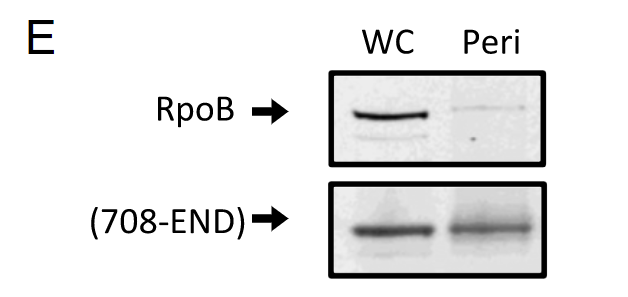 E
WC Peri
RpoB
(708-END)